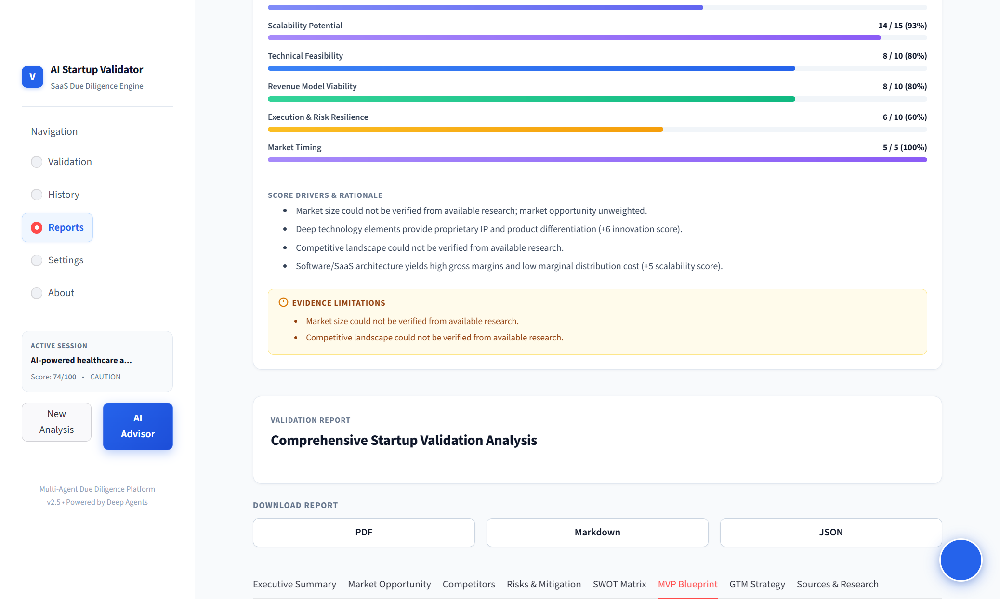 V
AI Startup Validator
SaaS Due Diligence Engine
Navigation
Validation
History
Reports
Settings
About
ACTIVE SESSION
AI-powered healthcare a...
Score: 74/100 • CAUTION
New
Analysis
AI
Advisor
Multi-Agent Due Diligence Platform
v2.5 • Powered by Deep Agents
Scalability Potential 14 / 15 (93%)
Technical Feasibility 8 / 10 (80%)
Revenue Model Viability 8 / 10 (80%)
Execution & Risk Resilience 6 / 10 (60%)
Market Timing 5 / 5 (100%)
SCORE DRIVERS & RATIONALE
• Market size could not be verified from available research; market opportunity unweighted.
• Deep technology elements provide proprietary IP and product differentiation (+6 innovation score).
• Competitive landscape could not be verified from available research.
• Software/SaaS architecture yields high gross margins and low marginal distribution cost (+5 scalability score).
EVIDENCE LIMITATIONS
• Market size could not be verified from available research.
• Competitive landscape could not be verified from available research.
VALIDATION REPORT
Comprehensive Startup Validation Analysis
DOWNLOAD REPORT
PDF Markdown JSON
Executive Summary Market Opportunity Competitors Risks & Mitigation SWOT Matrix MVP Blueprint GTM Strategy Sources & Research